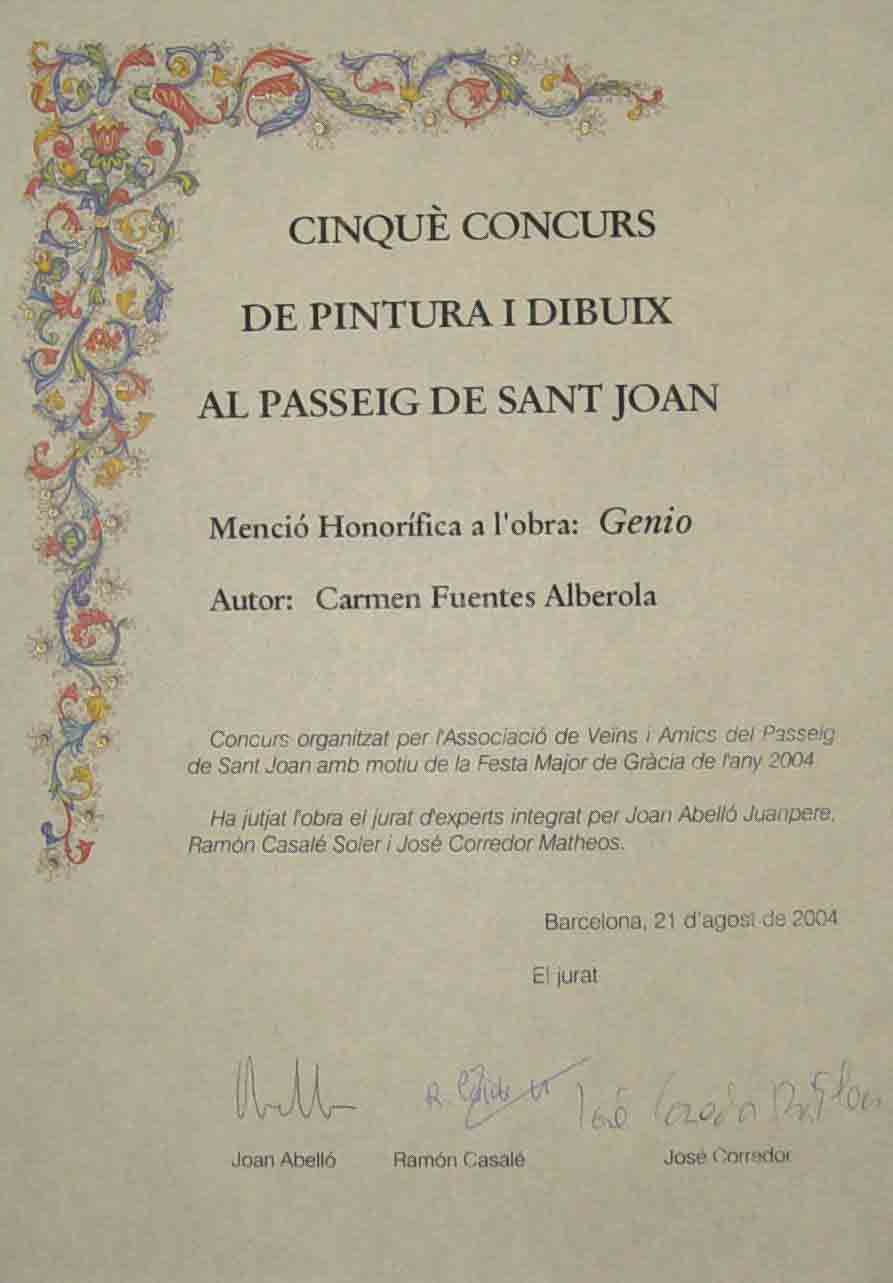 CINQUÈ CONCURS
DE PINTURA I DIBUIX
AL PASSEIG DE SANT JOAN
Menció Honorífica a l'obra: Genio
Autor: Carmen Fuentes Alberola
Concurs organitzat per l'Associació de Veïns i Amics del Passeig
de Sant Joan amb motiu de la Festa Major de Gràcia de l'any 2004
Ha jutjat l'obra el jurat d'experts integrat per Joan Abelló Juanpere,
Ramón Casalé Soler i José Corredor Matheos.
Barcelona, 21 d'agost de 2004
El jurat
Joan Abelló Ramón Casalé José Corredor